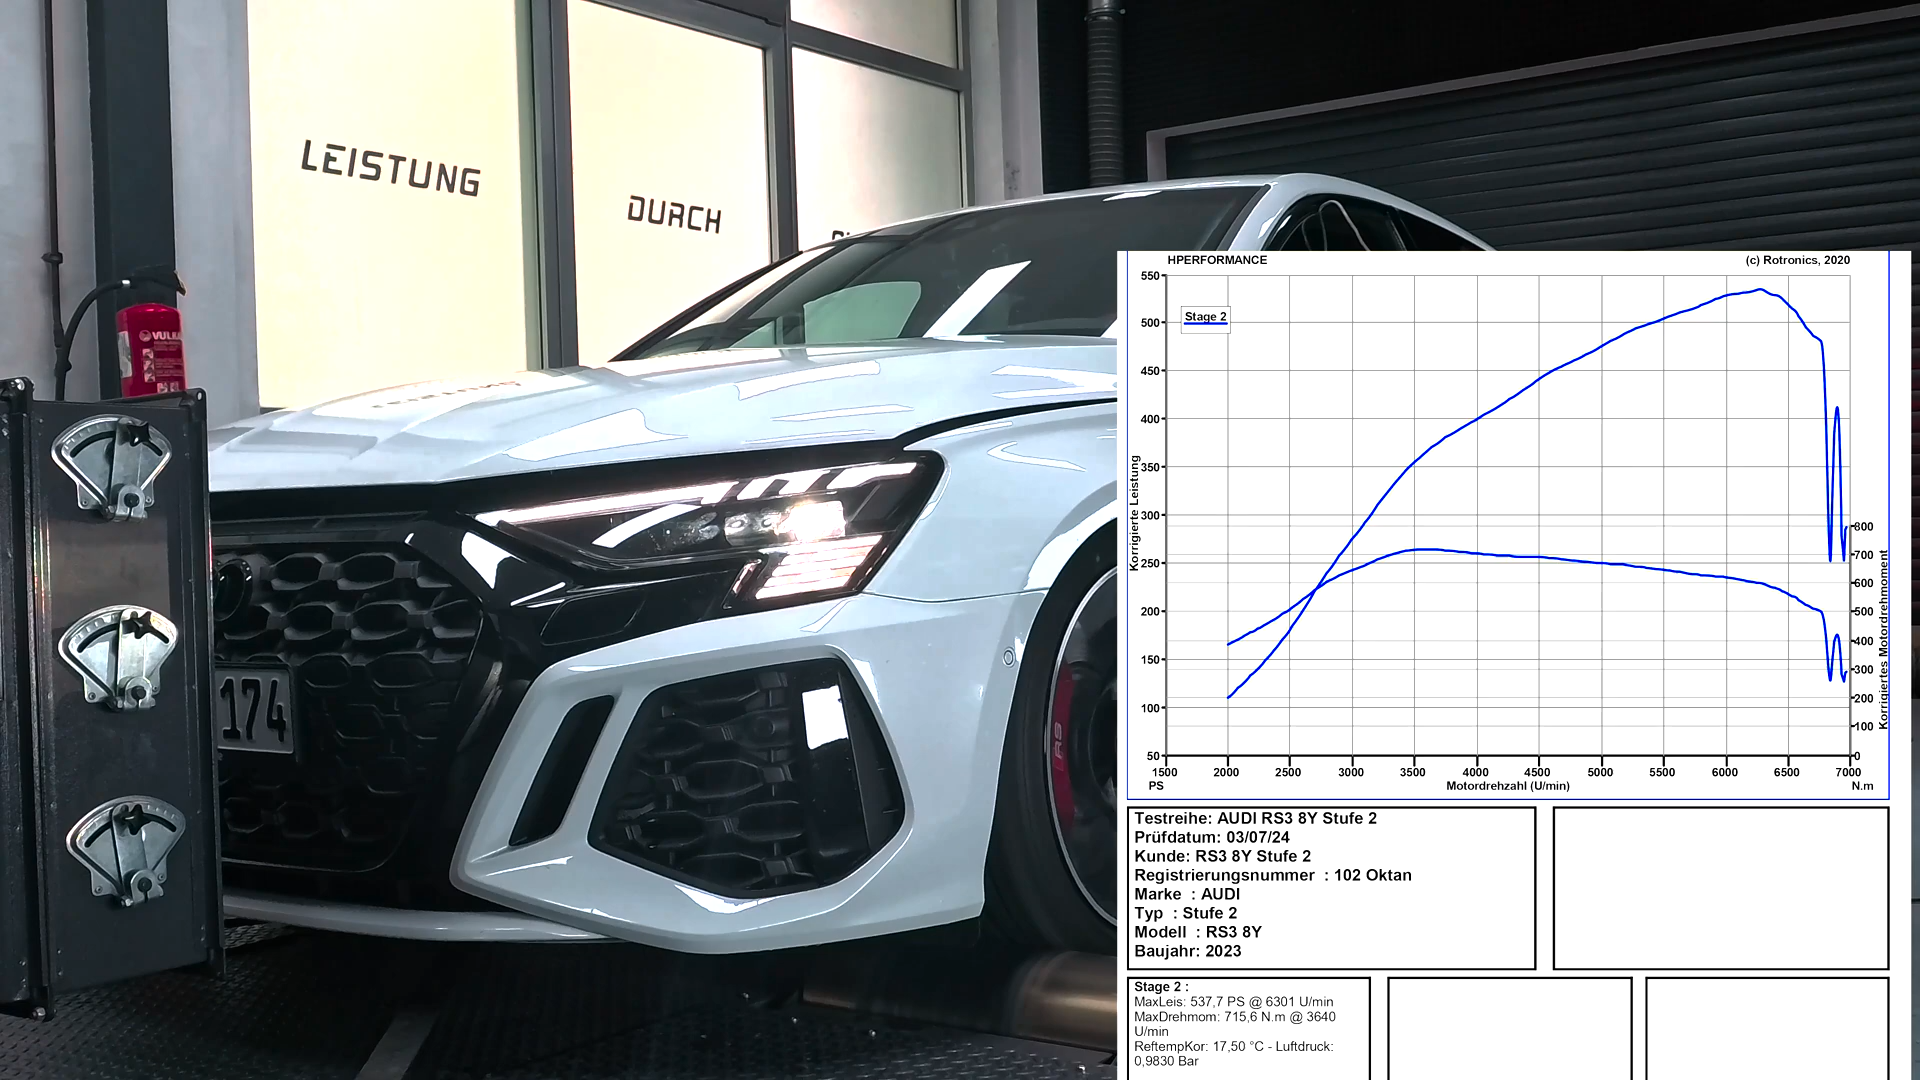 LEISTUNG
DURCH
174
RS
HPERFORMANCE
(c) Rotronics, 2020
Stage 2
Korrigierte Leistung
550
500
450
400
350
300
250
200
150
100
50
800
700
600
500
400
300
200
100
0
Korrigiertes Motordrehmoment
1500 2000 2500 3000 3500 4000 4500 5000 5500 6000 6500 7000
PS Motordrehzahl (U/min) N.m
Testreihe: AUDI RS3 8Y Stufe 2
Prüfdatum: 03/07/24
Kunde: RS3 8Y Stufe 2
Registrierungsnummer : 102 Oktan
Marke : AUDI
Typ : Stufe 2
Modell : RS3 8Y
Baujahr: 2023
Stage 2 :
MaxLeis: 537,7 PS @ 6301 U/min
MaxDrehmom: 715,6 N.m @ 3640
U/min
ReftempKor: 17,50 °C - Luftdruck:
0,9830 Bar